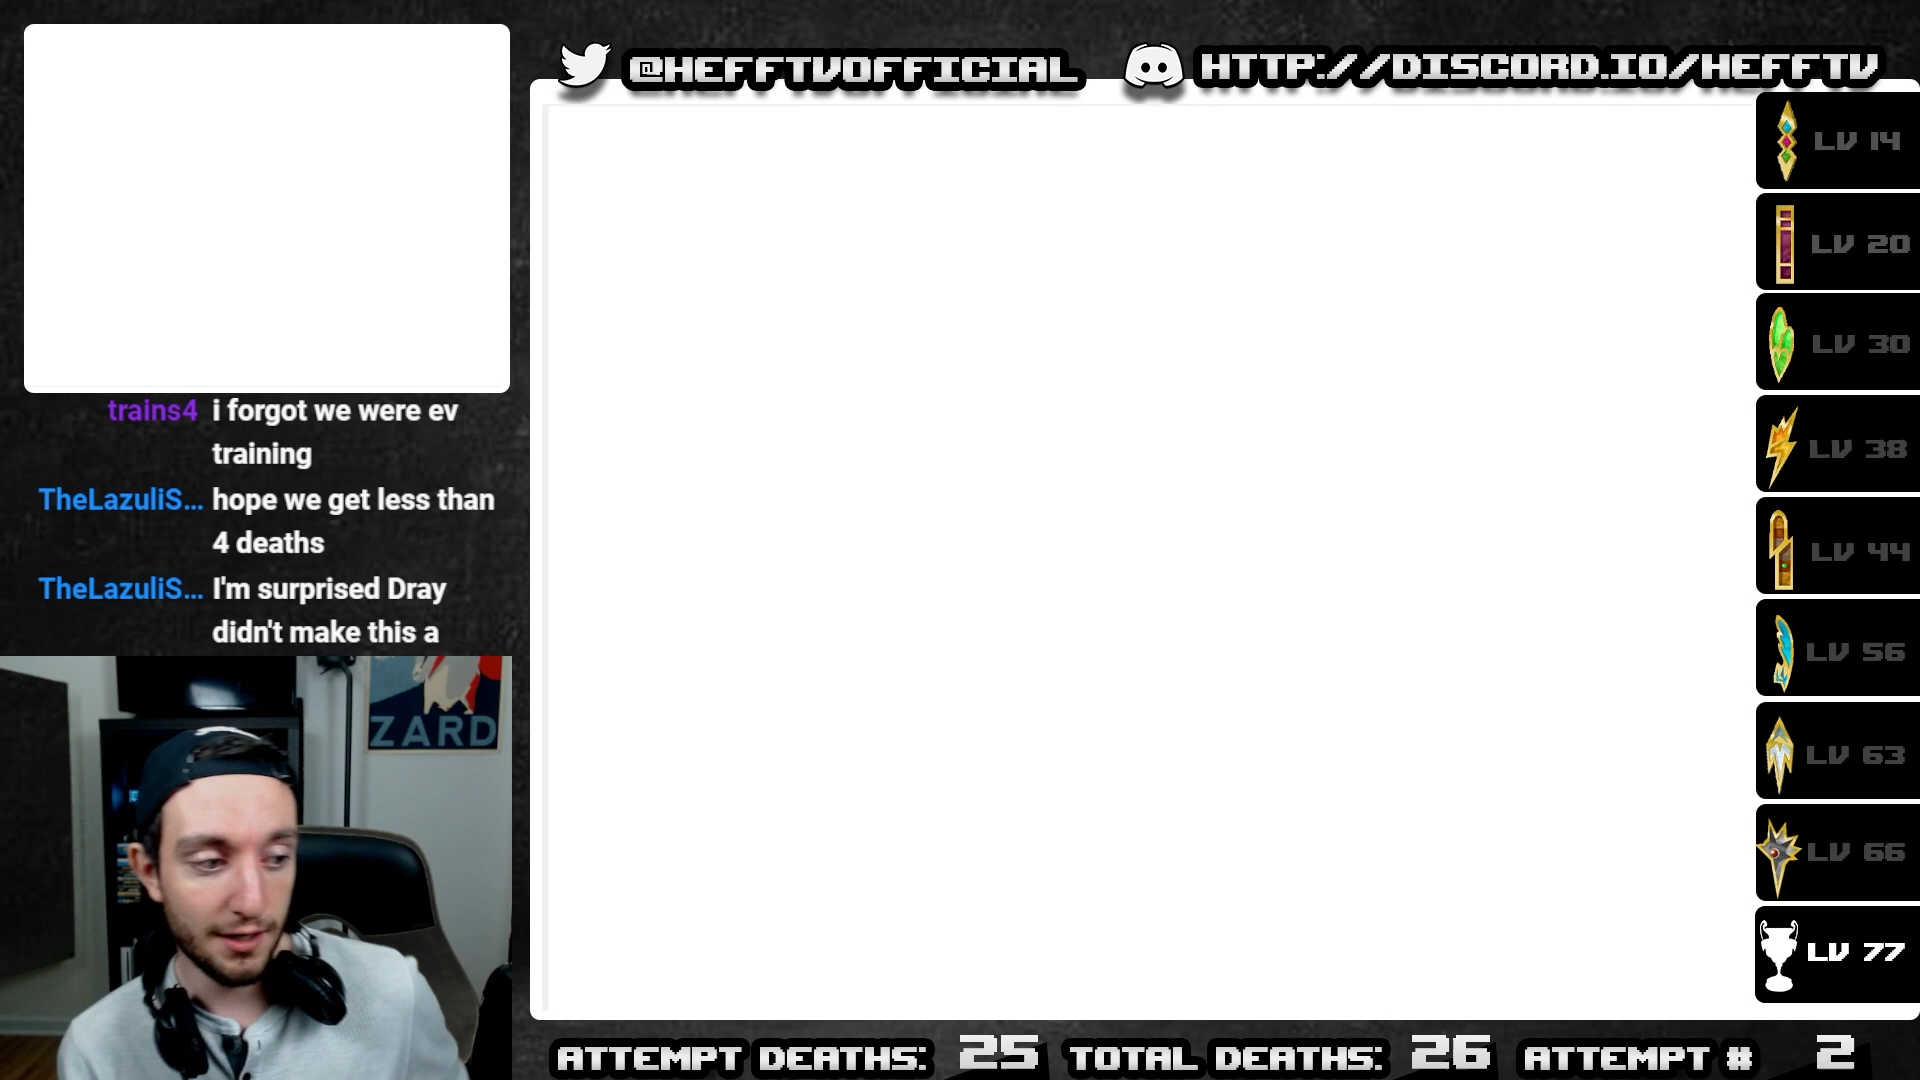 @HEFFTVOFFICIAL
HTTP://DISCORD.IO/HEFFTV
LV 14
LV 20
LV 30
LV 38
LV 44
LV 56
LV 63
LV 66
LV 77
trains4 i forgot we were ev
training
TheLazuliS... hope we get less than
4 deaths
TheLazuliS... I'm surprised Dray
didn't make this a
ZARD
ATTEMPT DEATHS: 25 TOTAL DEATHS: 26 ATTEMPT # 2